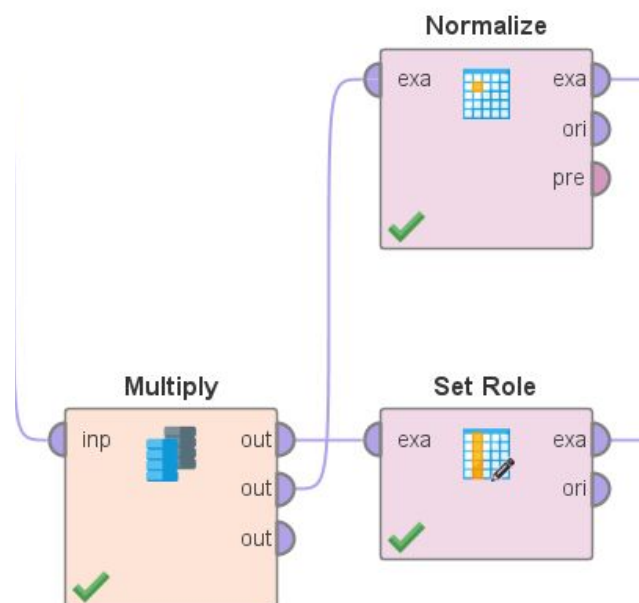 Normalize
exa exa
ori
pre
Multiply
inp out
out
out
Set Role
exa exa
ori